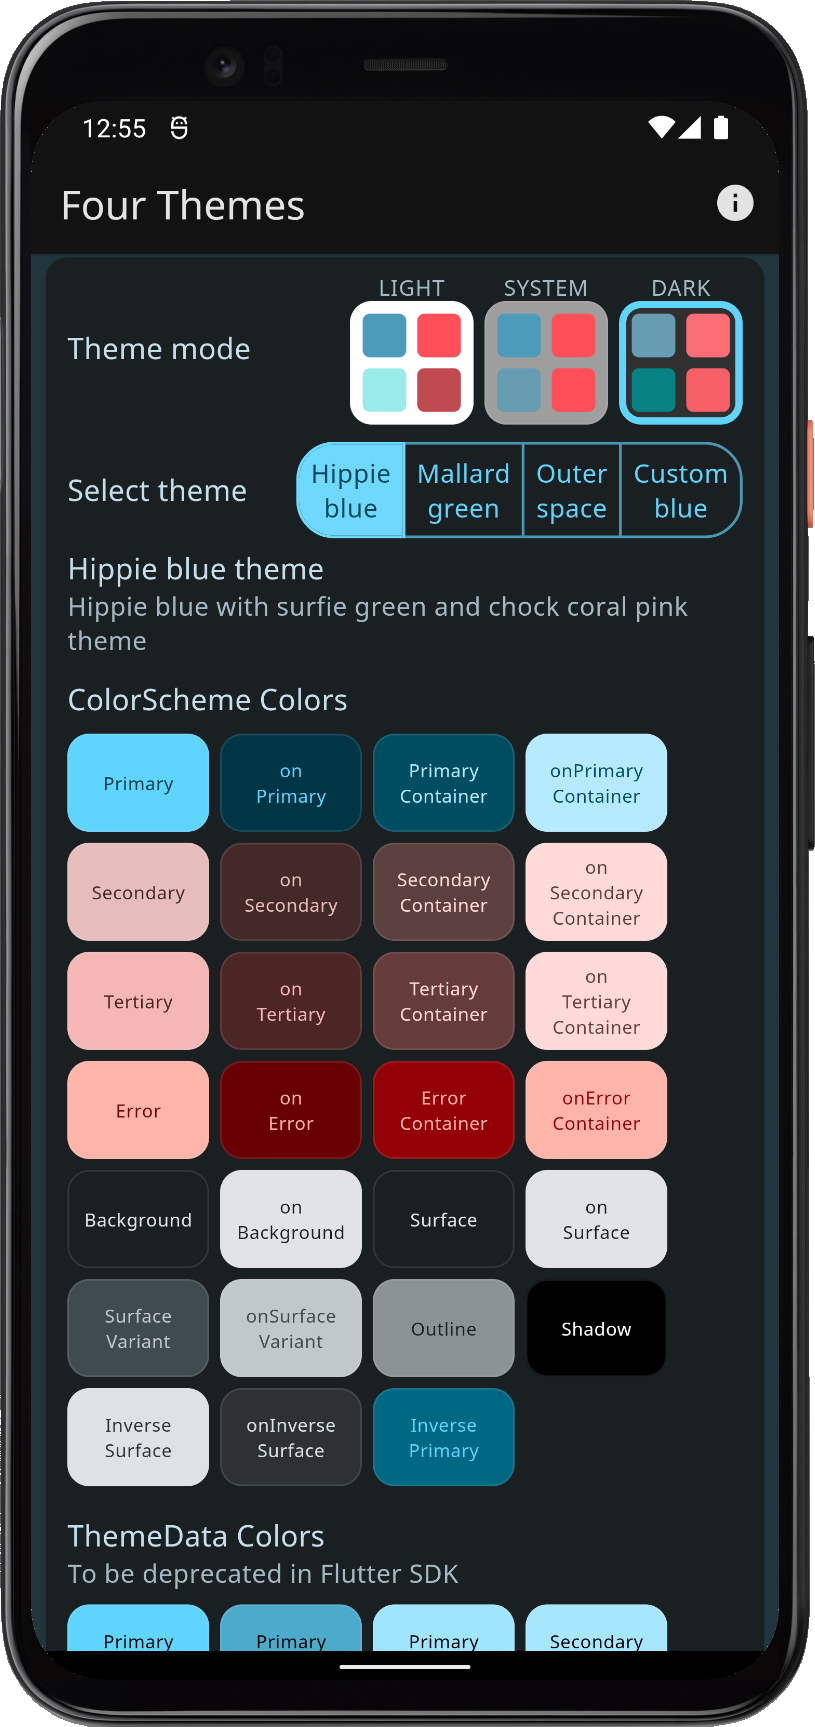 12:55
Four Themes
LIGHT SYSTEM DARK
Theme mode
Select theme
Hippie
blue
Mallard
green
Outer
space
Custom
blue
Hippie blue theme
Hippie blue with surfie green and chock coral pink
theme
ColorScheme Colors
Primary
on
Primary
Primary
Container
onPrimary
Container
Secondary
on
Secondary
Secondary
Container
on
Secondary
Container
Tertiary
on
Tertiary
Tertiary
Container
on
Tertiary
Container
Error
on
Error
Error
Container
onError
Container
Background
on
Background
Surface
on
Surface
Surface
Variant
onSurface
Variant
Outline
Shadow
Inverse
Surface
onInverse
Surface
Inverse
Primary
ThemeData Colors
To be deprecated in Flutter SDK
Primary
Primary
Primary
Secondary